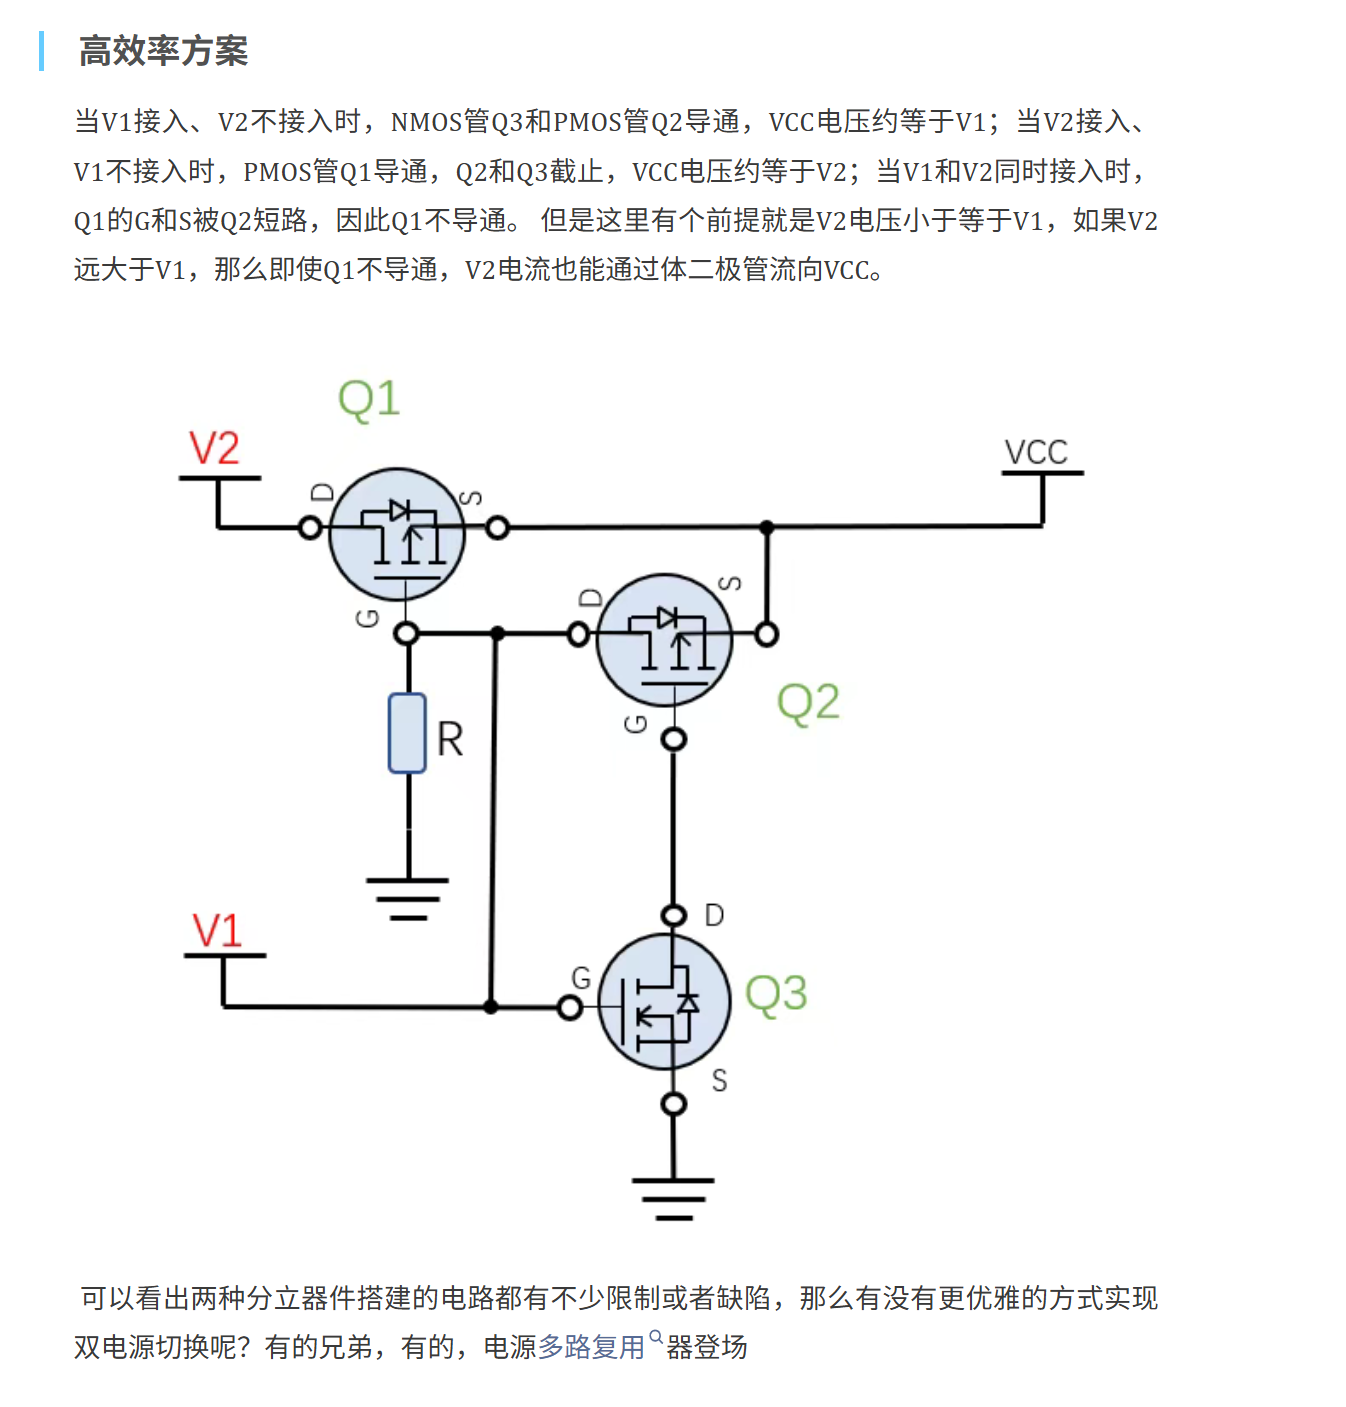 高效率方案
当V1接入、V2不接入时，NMOS管Q3和PMOS管Q2导通，VCC电压约等于V1；当V2接入、
V1不接入时，PMOS管Q1导通，Q2和Q3截止，VCC电压约等于V2；当V1和V2同时接入时，
Q1的G和S被Q2短路，因此Q1不导通。 但是这里有个前提就是V2电压小于等于V1，如果V2
远大于V1，那么即使Q1不导通，V2电流也能通过体二极管流向VCC。
Q1
V2
VCC
D
S
G
D
S
Q2
G
R
V1
D
G
Q3
S
可以看出两种分立器件搭建的电路都有不少限制或者缺陷，那么有没有更优雅的方式实现
双电源切换呢？有的兄弟，有的，电源多路复用器登场